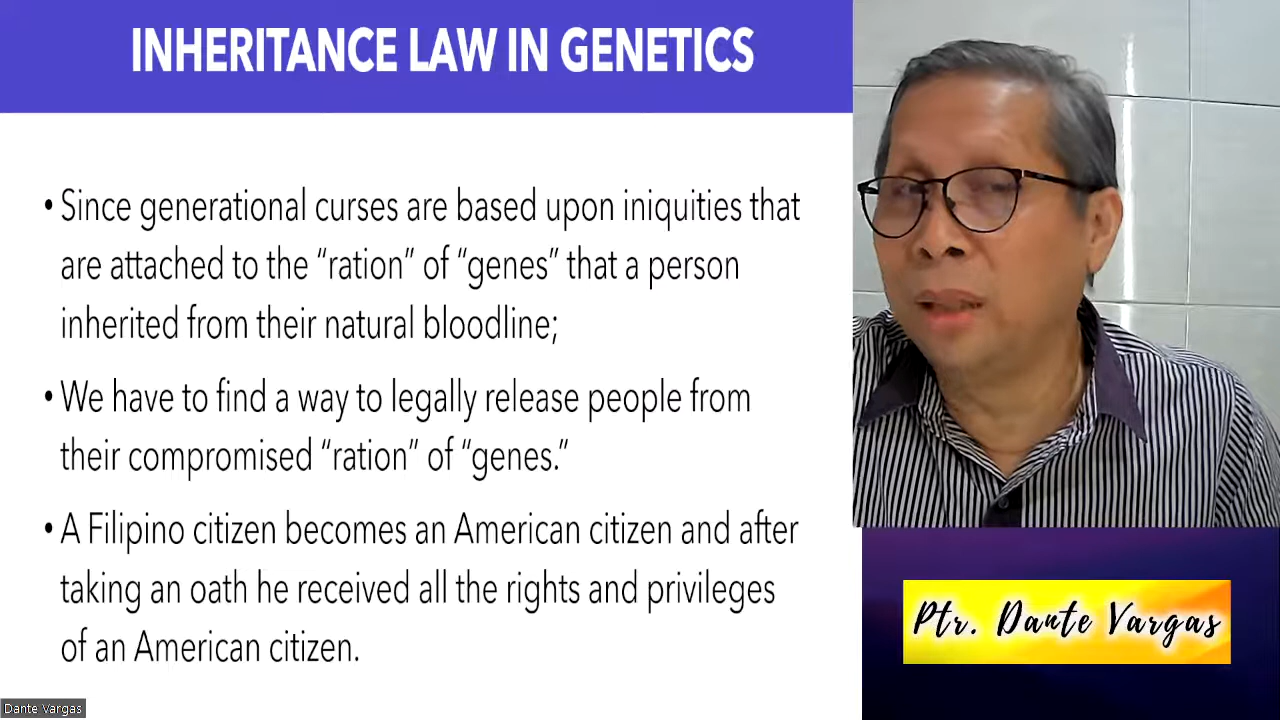 INHERITANCE LAW IN GENETICS
• Since generational curses are based upon iniquities that
are attached to the “ration” of “genes” that a person
inherited from their natural bloodline;
• We have to find a way to legally release people from
their compromised “ration” of “genes.”
• A Filipino citizen becomes an American citizen and after
taking an oath he received all the rights and privileges
of an American citizen.
Ptr. Dante Vargas
Dante Vargas